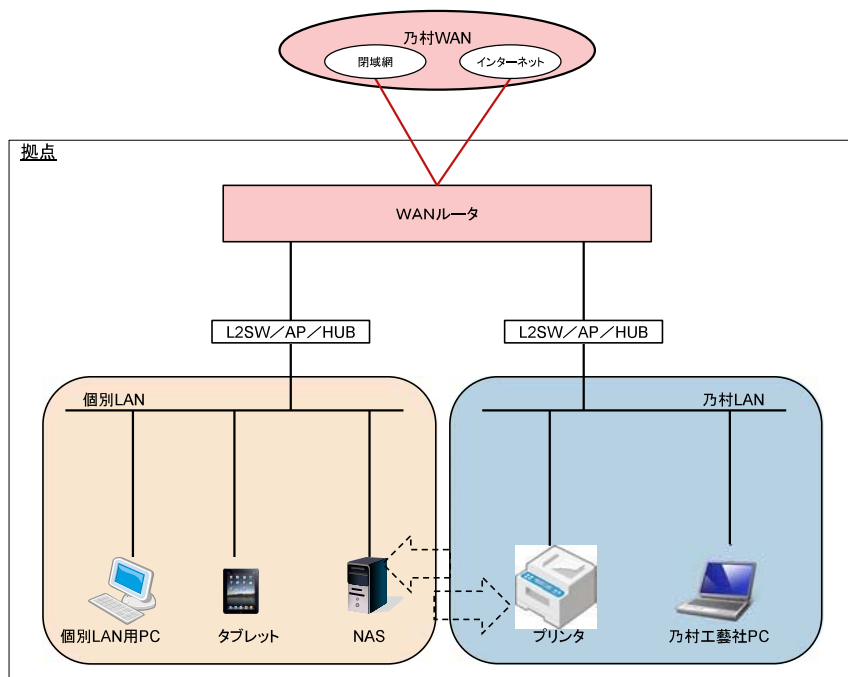 乃村WAN
閉域網
インターネット
拠点
WANルータ
L2SW／AP／HUB
L2SW／AP／HUB
個別LAN
乃村LAN
個別LAN用PC
タブレット
NAS
プリンタ
乃村工藝社PC